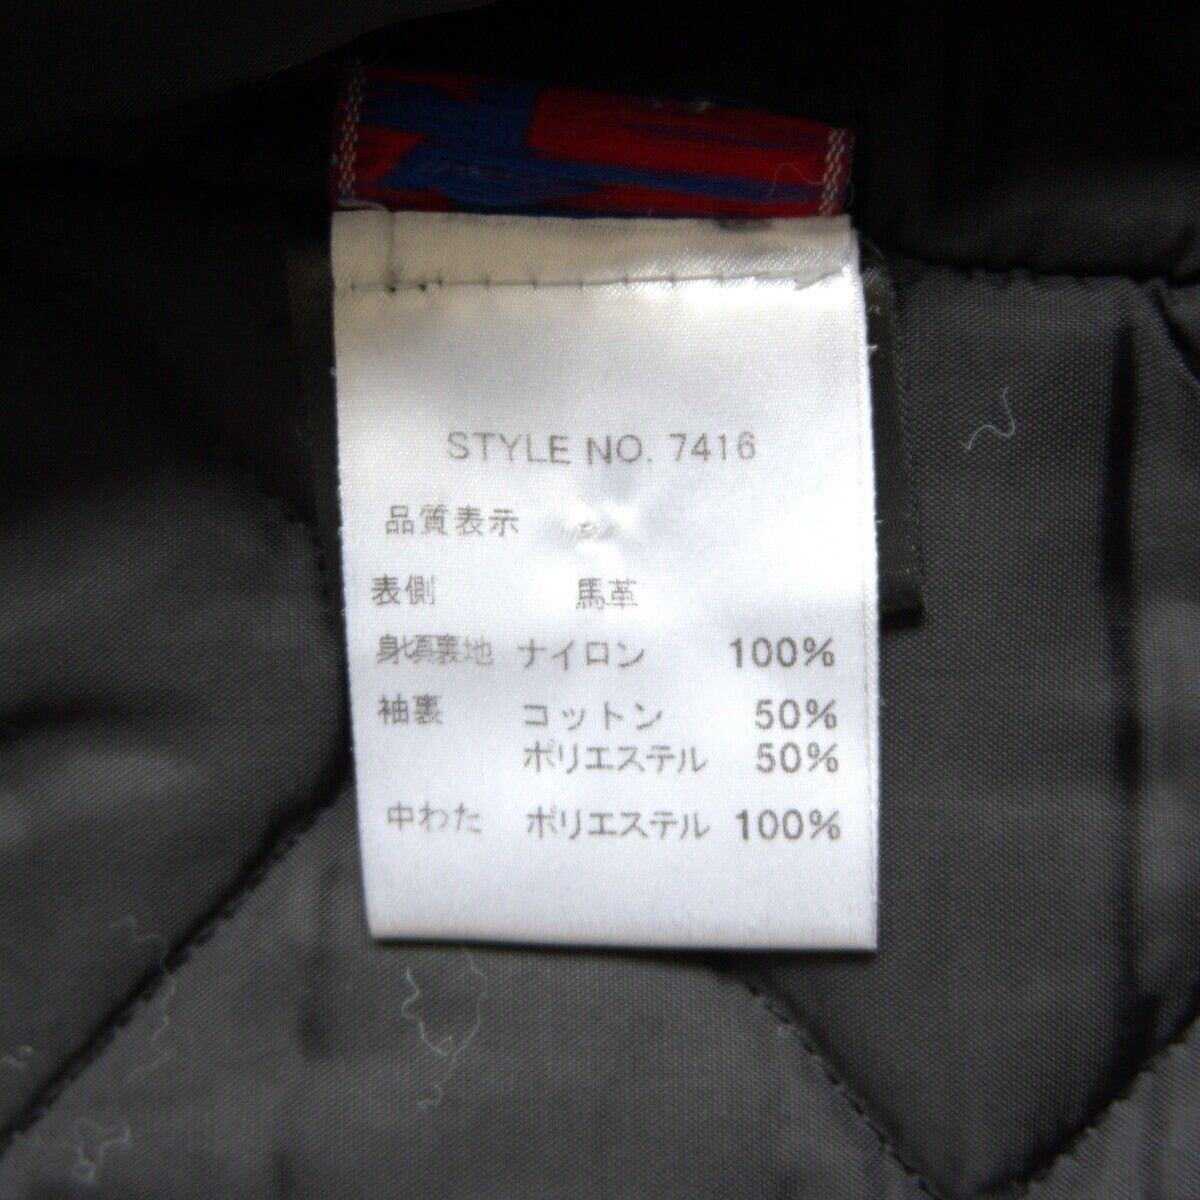 STYLE NO. 7416
品質表示
表側 馬革
身頃裏地 ナイロン 100%
袖裏 コットン 50%
ポリエステル 50%
中わた ポリエステル 100%